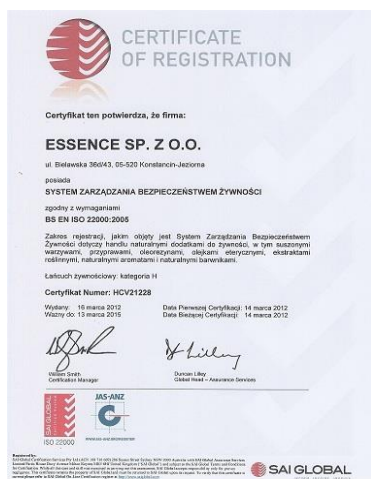 CERTIFICATE
OF REGISTRATION
Certyfikat ten potwierdza, że firma:
ESSENCE SP. Z O.O.
ul. Bielawska 36d/43, 05-520 Konstancin-Jeziorna
posiada
SYSTEM ZARZĄDZANIA BEZPIECZEŃSTWEM ŻYWNOŚCI
zgodny z wymaganiami
BS EN ISO 22000:2005
Zakres rejestracji, jakim objęty jest System Zarządzania Bezpieczeństwem
Żywności dotyczy handlu naturalnymi dodatkami do żywności, w tym suszonymi
warzywami, przyprawami, oleorezynami, olejkami eterycznymi, ekstraktami
roślinnymi, naturalnymi aromatami i naturalnymi barwnikami.
Łańcuch żywnościowy: kategoria H
Certyfikat Numer: HCV21228
Wydany: 16 marca 2012 Data Pierwszej Certyfikacji: 14 marca 2012
Ważny do: 13 marca 2015 Data Bieżącej Certyfikacji: 14 marca 2012
William Smith Duncan Lilley
Certification Manager Global Head – Assurance Services
SAI GLOBAL
JAS-ANZ
ISO 22000
SAI GLOBAL